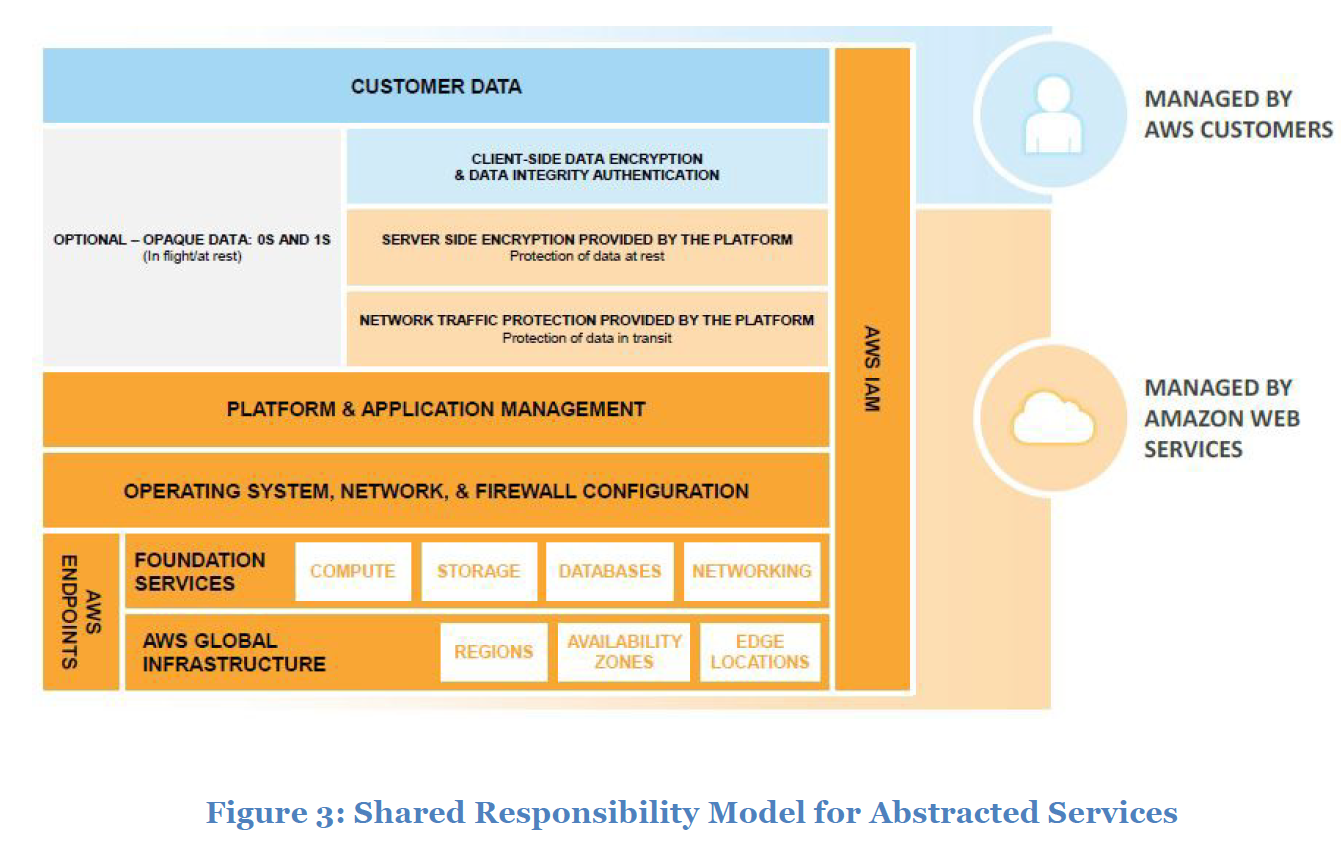 CUSTOMER DATA
CLIENT-SIDE DATA ENCRYPTION
& DATA INTEGRITY AUTHENTICATION
OPTIONAL – OPAQUE DATA: 0S AND 1S
(In flight/at rest)
SERVER SIDE ENCRYPTION PROVIDED BY THE PLATFORM
Protection of data at rest
NETWORK TRAFFIC PROTECTION PROVIDED BY THE PLATFORM
Protection of data in transit
PLATFORM & APPLICATION MANAGEMENT
OPERATING SYSTEM, NETWORK, & FIREWALL CONFIGURATION
AWS
ENDPOINTS
FOUNDATION
SERVICES
COMPUTE
STORAGE
DATABASES
NETWORKING
AWS GLOBAL
INFRASTRUCTURE
REGIONS
AVAILABILITY
ZONES
EDGE
LOCATIONS
AWS IAM
MANAGED BY
AWS CUSTOMERS
MANAGED BY
AMAZON WEB
SERVICES
Figure 3: Shared Responsibility Model for Abstracted Services